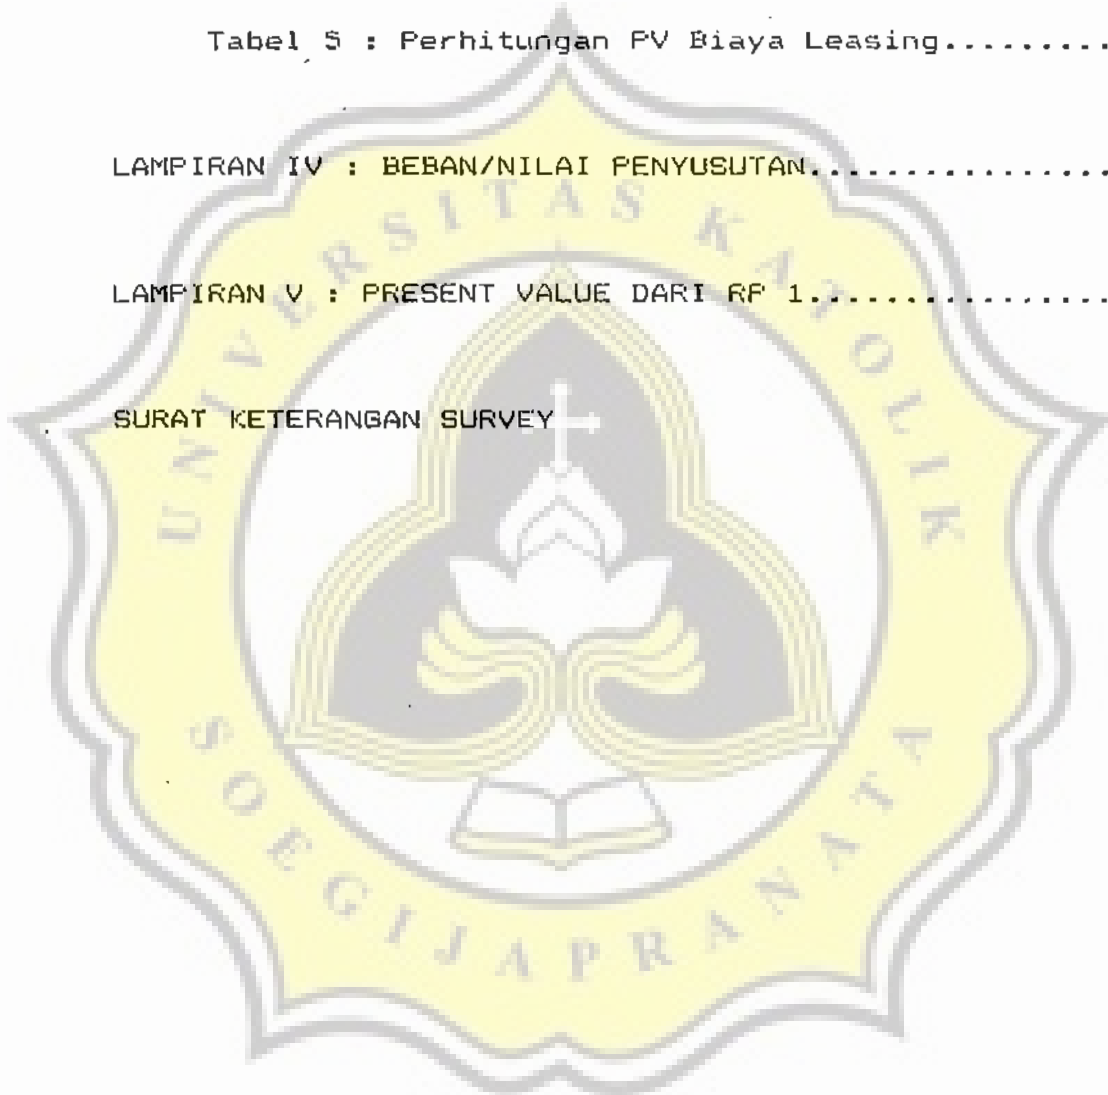 Tabel 5 : Perhitungan PV Biaya Leasing.........
LAMPIRAN IV : BEBAN/NILAI PENYUSUTAN.................
LAMPIRAN V : PRESENT VALUE DARI RP 1.................
SURAT KETERANGAN SURVEY
UNIVERSITAS KATOLIK
SOEGIJAPRANATA